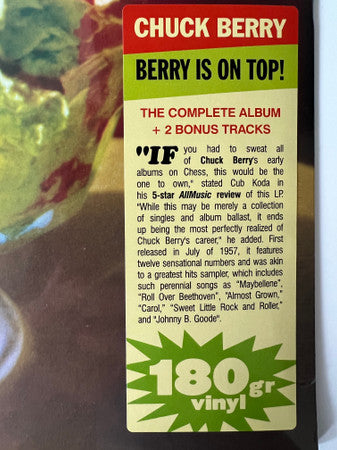 CHUCK BERRY
BERRY IS ON TOP!
THE COMPLETE ALBUM
+ 2 BONUS TRACKS
"IF you had to sweat all
of Chuck Berry's early
albums on Chess, this would be the
one to own," stated Cub Koda in
his 5-star AllMusic review of this LP.
"While this may be merely a collection
of singles and album ballast, it ends
up being the most perfectly realized of
Chuck Berry's career," he added. First
released in July of 1957, it features
twelve sensational numbers and was akin
to a greatest hits sampler, which includes
such perennial songs as "Maybellene",
"Roll Over Beethoven", "Almost Grown,"
"Carol," "Sweet Little Rock and Roller,"
and "Johnny B. Goode".
180gr
vinyl